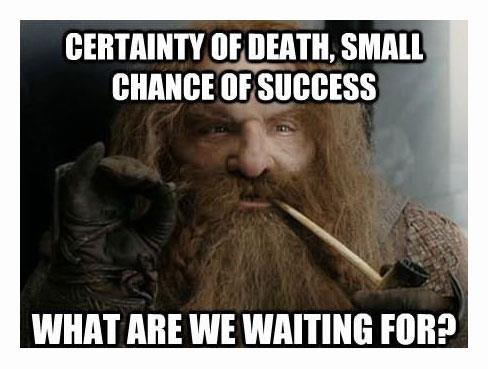 CERTAINTY OF DEATH, SMALL
CHANCE OF SUCCESS
WHAT ARE WE WAITING FOR?